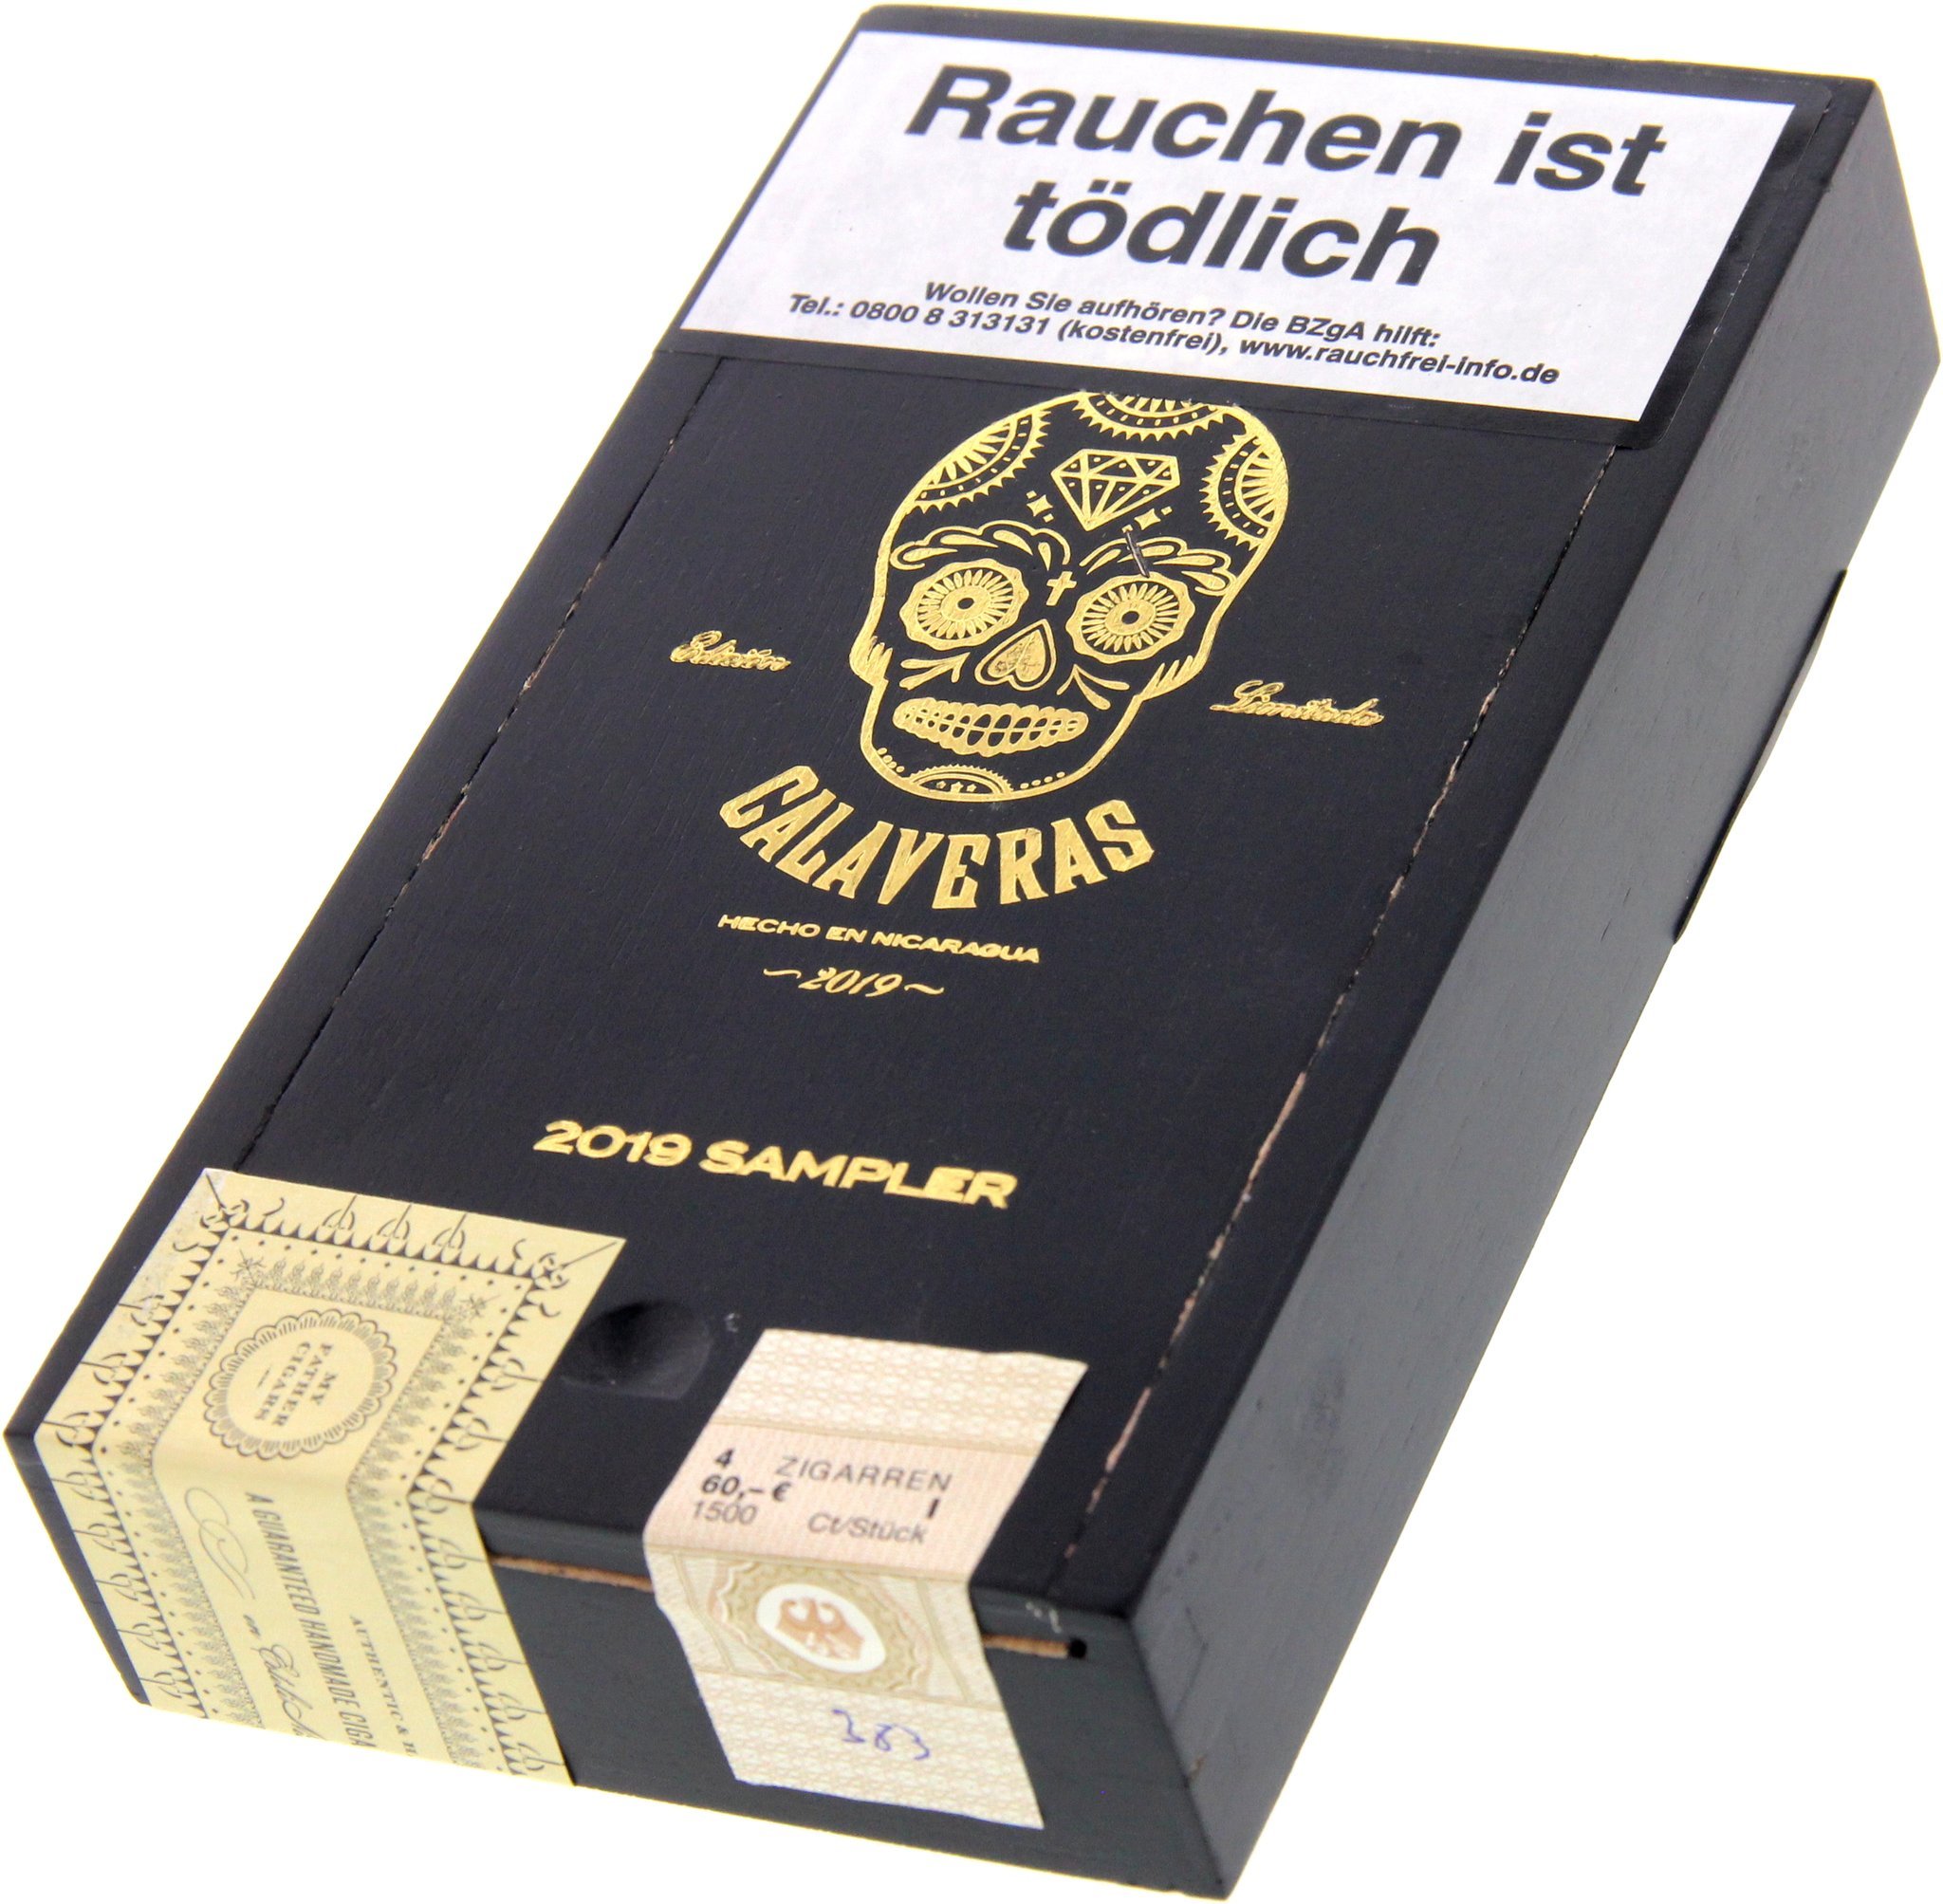 Rauchen ist
tödlich
Wollen Sie aufhören? Die BZgA hilft:
Tel.: 0800 8 313131 (kostenfrei), www.rauchfrei-info.de
Edición
Limitada
CALAVERAS
HECHO EN NICARAGUA
~2019~
2019 SAMPLER
MY
FATHER
CIGARS
A GUARANTEED HANDMADE
AUTHENTIC &
4 ZIGARREN
60,– € I
1500 Ct/Stück
383